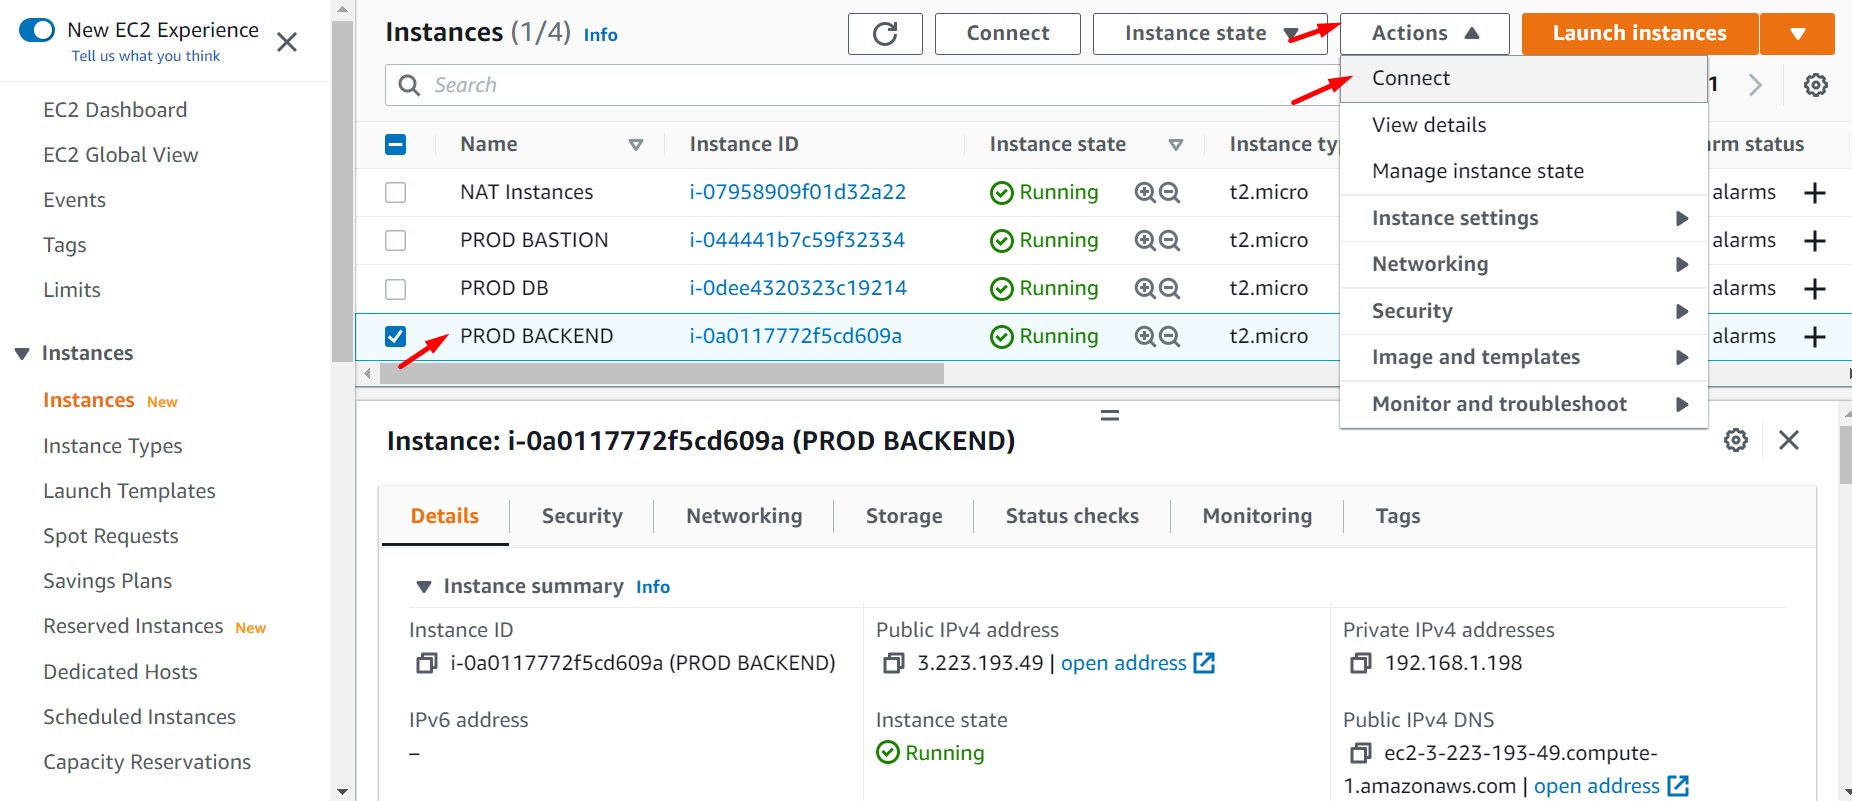 New EC2 Experience
Tell us what you think
EC2 Dashboard
EC2 Global View
Events
Tags
Limits
Instances
Instances New
Instance Types
Launch Templates
Spot Requests
Savings Plans
Reserved Instances New
Dedicated Hosts
Scheduled Instances
Capacity Reservations
Instances (1/4) Info
Connect
Instance state
Actions
Launch instances
Search
1
Connect
View details
Manage instance state
Instance settings
Networking
Security
Image and templates
Monitor and troubleshoot
Name Instance ID Instance state Instance ty rm status
NAT Instances i-07958909f01d32a22 Running t2.micro alarms
PROD BASTION i-044441b7c59f32334 Running t2.micro alarms
PROD DB i-0dee4320323c19214 Running t2.micro alarms
PROD BACKEND i-0a0117772f5cd609a Running t2.micro alarms
Instance: i-0a0117772f5cd609a (PROD BACKEND)
Details Security Networking Storage Status checks Monitoring Tags
Instance summary Info
Instance ID
i-0a0117772f5cd609a (PROD BACKEND)
Public IPv4 address
3.223.193.49 | open address
Private IPv4 addresses
192.168.1.198
IPv6 address
–
Instance state
Running
Public IPv4 DNS
ec2-3-223-193-49.compute-
1.amazonaws.com | open address